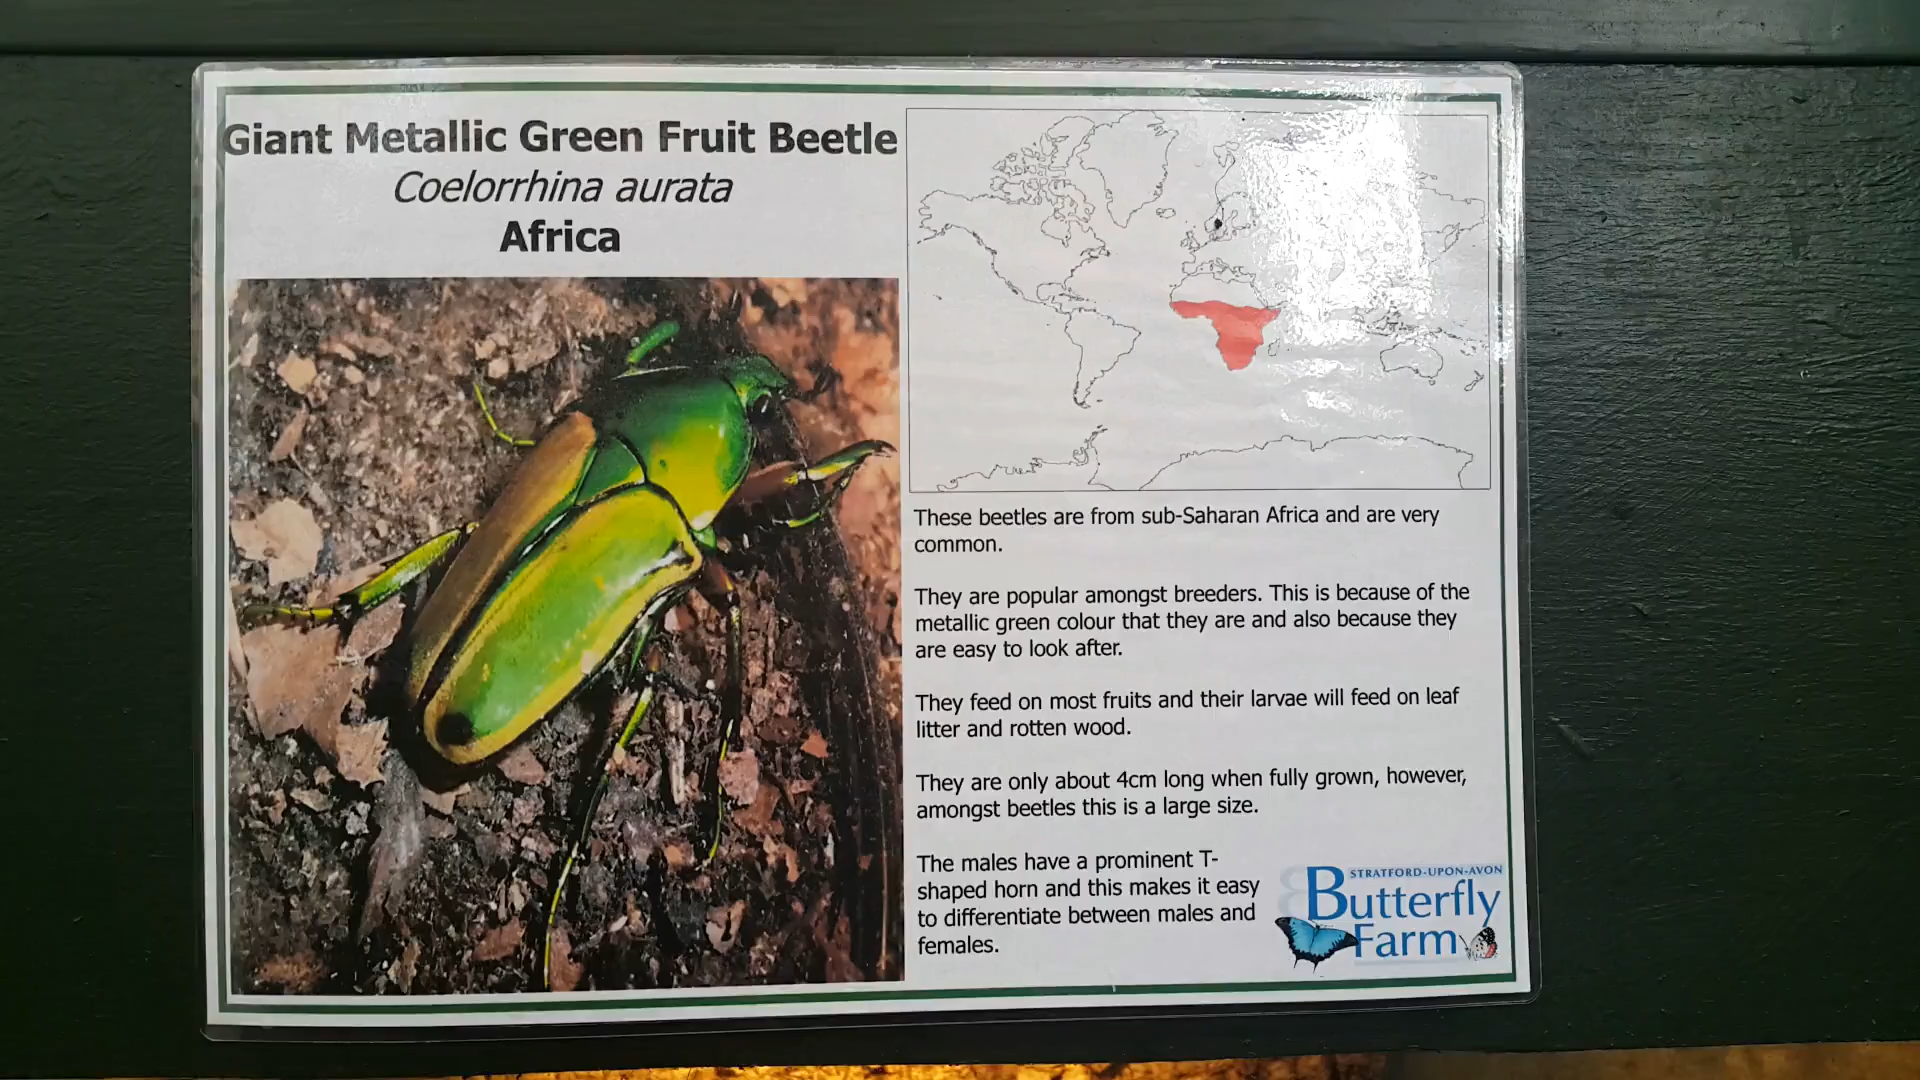 Giant Metallic Green Fruit Beetle
Coelorrhina aurata
Africa
These beetles are from sub-Saharan Africa and are very
common.
They are popular amongst breeders. This is because of the
metallic green colour that they are and also because they
are easy to look after.
They feed on most fruits and their larvae will feed on leaf
litter and rotten wood.
They are only about 4cm long when fully grown, however,
amongst beetles this is a large size.
The males have a prominent T-
shaped horn and this makes it easy
to differentiate between males and
females.
STRATFORD-UPON-AVON
Butterfly
Farm